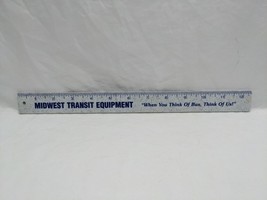 MIDWEST TRANSIT EQUIPMENT "When You Think Of Bus, Think Of Us!"